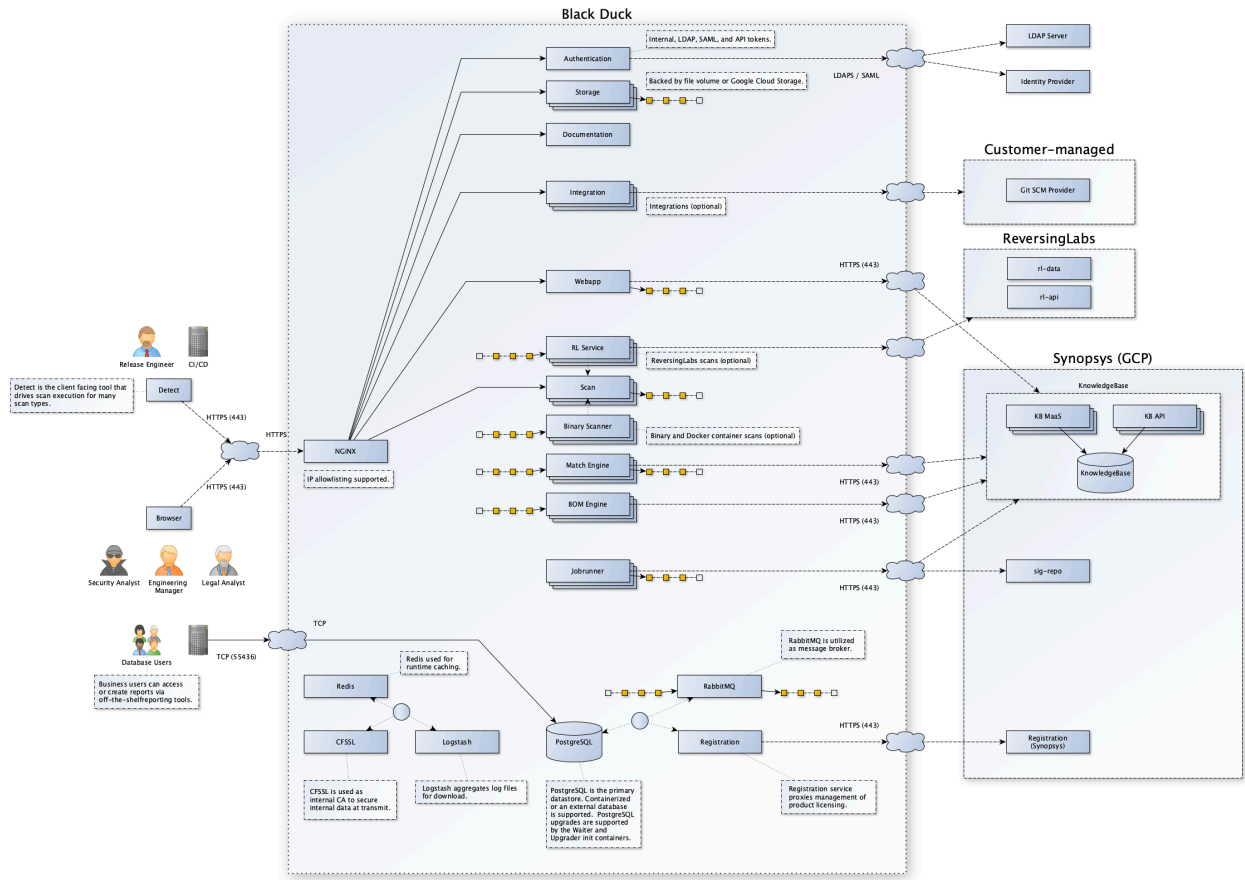 Black Duck
Internal, LDAP, SAML, and API tokens.
Authentication
LDAPS / SAML
LDAP Server
Identity Provider
Backed by file volume or Google Cloud Storage.
Storage
Documentation
Customer-managed
Integration
Integrations (optional)
Git SCM Provider
ReversingLabs
rl-data
rl-api
HTTPS (443)
Webapp
Release Engineer
CI/CD
RL Service
ReversingLabs scans (optional)
Synopsys (GCP)
Detect is the client facing tool that
drives scan execution for many
scan types.
Detect
Scan
KnowledgeBase
KB MaaS
KB API
KnowledgeBase
HTTPS (443)
HTTPS
Binary Scanner
Binary and Docker container scans (optional)
NGiNX
IP allowlisting supported.
HTTPS (443)
Match Engine
HTTPS (443)
BOM Engine
HTTPS (443)
Browser
Security Analyst
Engineering
Manager
Legal Analyst
Jobrunner
HTTPS (443)
sig-repo
TCP
Database Users
TCP (55436)
Business users can access
or create reports via
off-the-shelfreporting tools.
Redis used for
runtime caching.
Redis
RabbitMQ is utilized
as message broker.
RabbitMQ
CFSSL
Logstash
PostgreSQL
Registration
HTTPS (443)
Registration
(Synopsys)
CFSSL is used as
internal CA to secure
internal data at transmit.
Logstash aggregates log files
for download.
PostgreSQL is the primary
datastore. Containerized
or an external database
is supported. PostgreSQL
upgrades are supported
by the Waiter and
Upgrader init containers.
Registration service
proxies management of
product licensing.